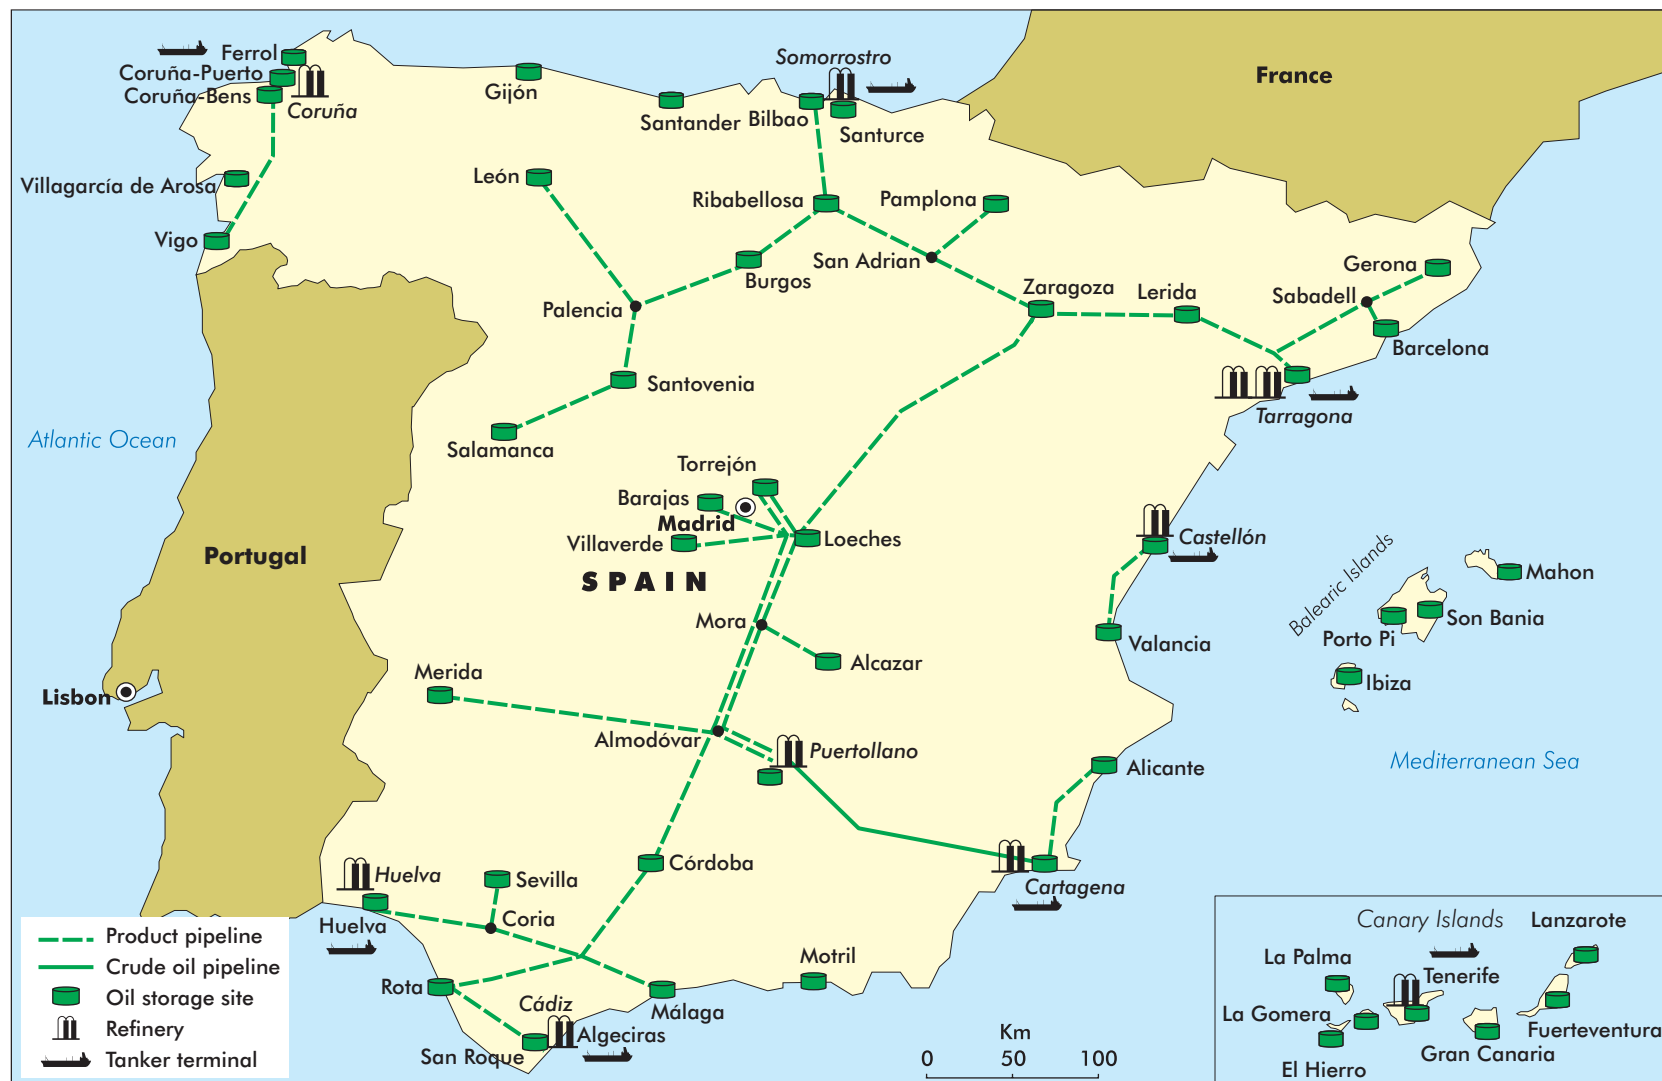 Ferrol
Coruña-Puerto
Coruña-Bens
Coruña
Gijón
Santander
Somorrostro
Bilbao
Santurce
France
Villagarcía de Arosa
Vigo
León
Ribabellosa
Pamplona
San Adrian
Burgos
Palencia
Zaragoza
Lerida
Gerona
Sabadell
Barcelona
Tarragona
Santovenia
Salamanca
Atlantic Ocean
Torrejón
Barajas
Madrid
Villaverde
Loeches
SPAIN
Portugal
Castellón
Balearic Islands
Mahon
Son Bania
Porto Pi
Ibiza
Valancia
Mora
Alcazar
Merida
Lisbon
Almodóvar
Puertollano
Alicante
Mediterranean Sea
Córdoba
Cartagena
Huelva
Sevilla
Huelva
Coria
Rota
Cádiz
Algeciras
San Roque
Málaga
Motril
Product pipeline
Crude oil pipeline
Oil storage site
Refinery
Tanker terminal
Km
0 50 100
Canary Islands
Lanzarote
La Palma
Tenerife
La Gomera
Fuerteventura
Gran Canaria
El Hierro